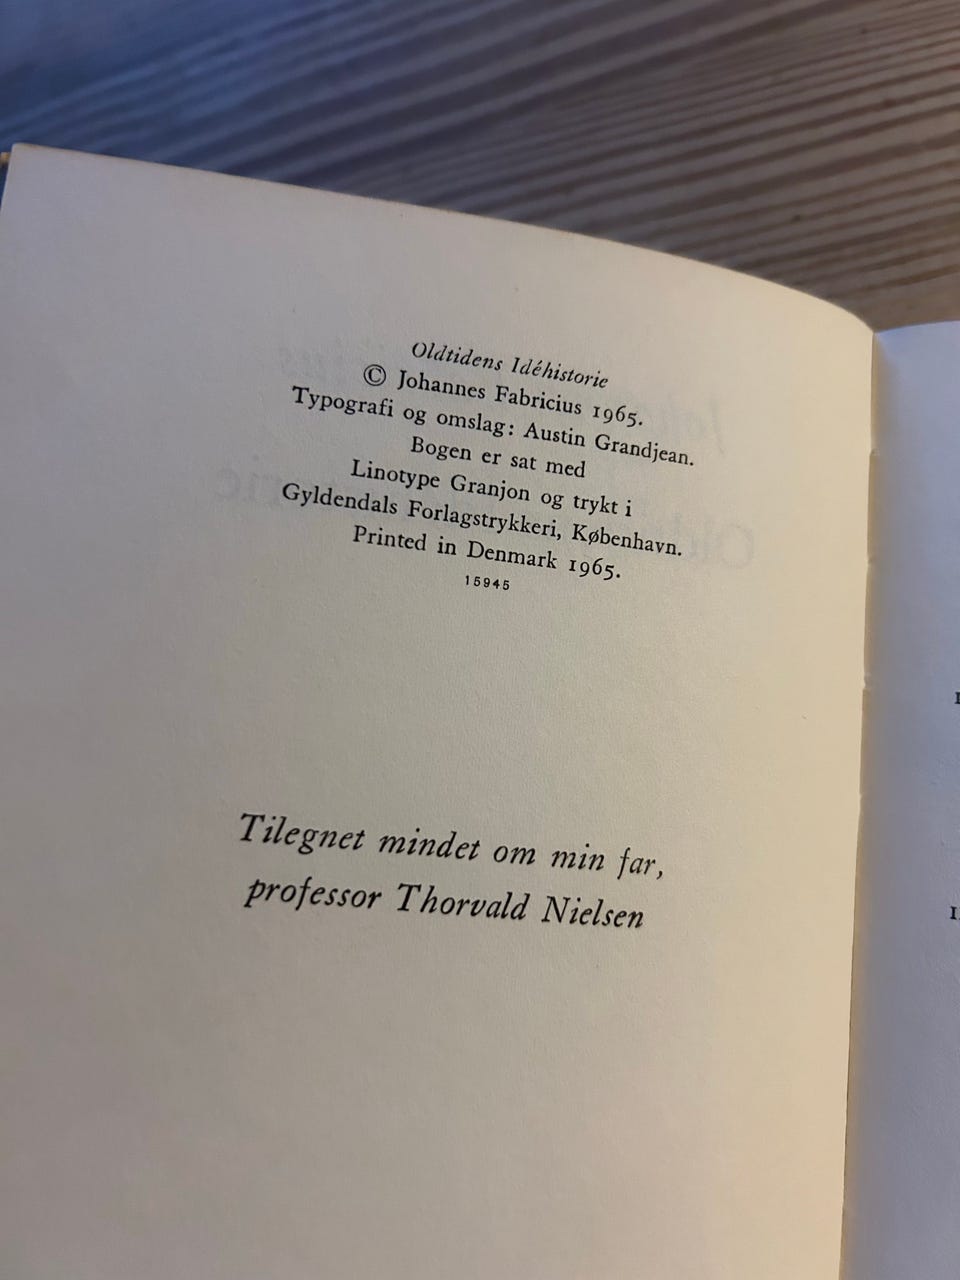 Oldtidens Idéhistorie
© Johannes Fabricius 1965.
Typografi og omslag: Austin Grandjean.
Bogen er sat med
Linotype Granjon og trykt i
Gyldendals Forlagstrykkeri, København.
Printed in Denmark 1965.
15945
Tilegnet mindet om min far,
professor Thorvald Nielsen